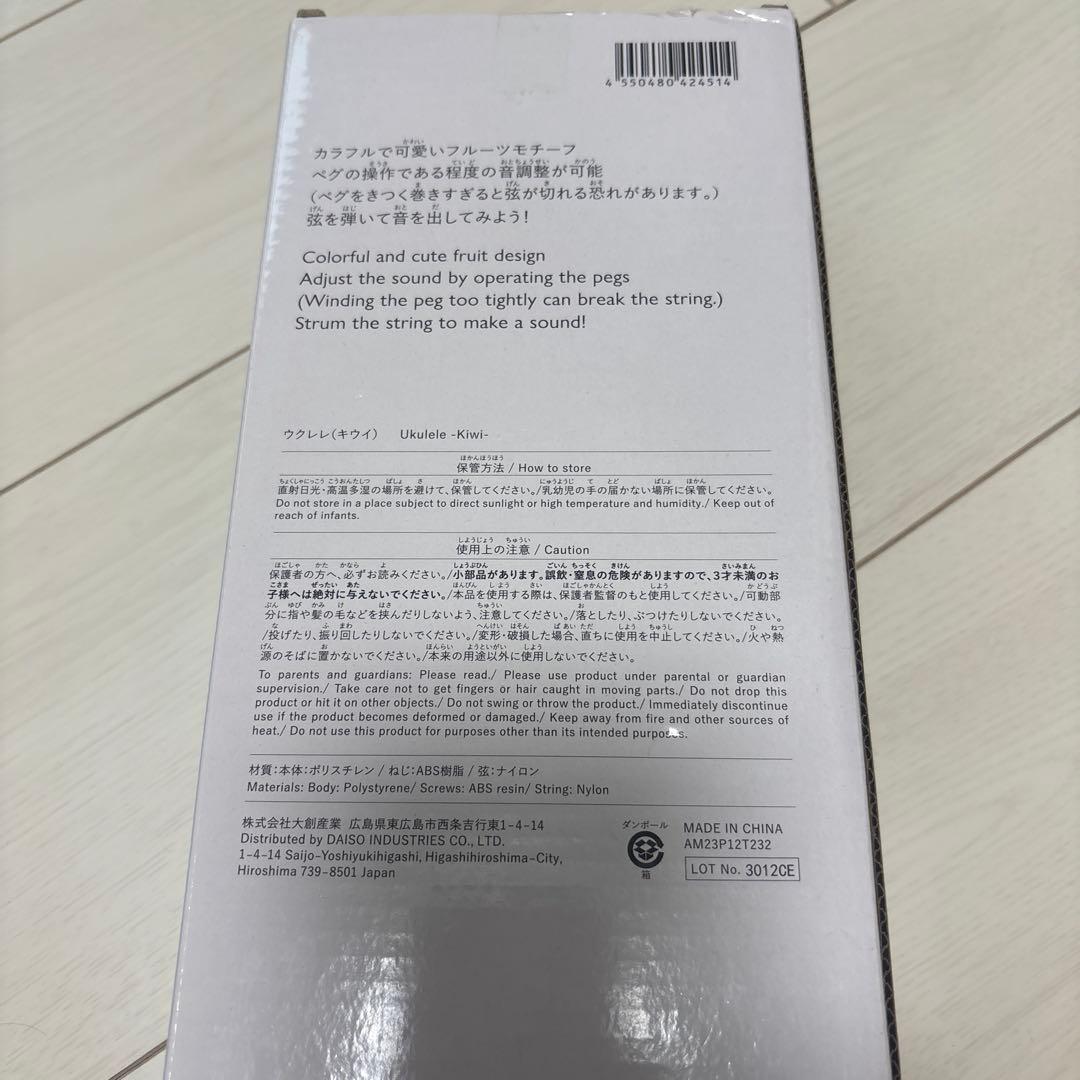 4 550480 424514
カラフルで可愛いフルーツモチーフ
ペグの操作である程度の音調整が可能
(ペグをきつく巻きすぎると弦が切れる恐れがあります。)
弦を弾いて音を出してみよう!
Colorful and cute fruit design
Adjust the sound by operating the pegs
(Winding the peg too tightly can break the string.)
Strum the string to make a sound!
ウクレレ(キウイ) Ukulele -Kiwi-
保管方法 / How to store
直射日光・高温多湿の場所を避けて、保管してください。/乳幼児の手の届かない場所に保管してください。
Do not store in a place subject to direct sunlight or high temperature and humidity./ Keep out of
reach of infants.
使用上の注意 / Caution
保護者の方へ、必ずお読みください。/小部品があります。誤飲・窒息の危険がありますので、3才未満のお
子様へは絶対に与えないでください。/本品を使用する際は、保護者監督のもと使用してください。/可動部
分に指や髪の毛などを挟んだりしないよう、注意してください。/落としたり、ぶつけたりしないでください。
/投げたり、振り回したりしないでください。/変形・破損した場合、直ちに使用を中止してください。/火や熱
源のそばに置かないでください。/本来の用途以外に使用しないでください。
To parents and guardians: Please read./ Please use product under parental or guardian
supervision./ Take care not to get fingers or hair caught in moving parts./ Do not drop this
product or hit it on other objects./ Do not swing or throw the product./ Immediately discontinue
use if the product becomes deformed or damaged./ Keep away from fire and other sources of
heat./ Do not use this product for purposes other than its intended purposes.
材質:本体:ポリスチレン / ねじ:ABS樹脂 / 弦:ナイロン
Materials: Body: Polystyrene/ Screws: ABS resin/ String: Nylon
株式会社大創産業 広島県東広島市西条吉行東1-4-14
Distributed by DAISO INDUSTRIES CO., LTD.
1-4-14 Saijo-Yoshiyukihigashi, Higashihiroshima-City,
Hiroshima 739-8501 Japan
ダンボール
箱
MADE IN CHINA
AM23P12T232
LOT No. 3012CE